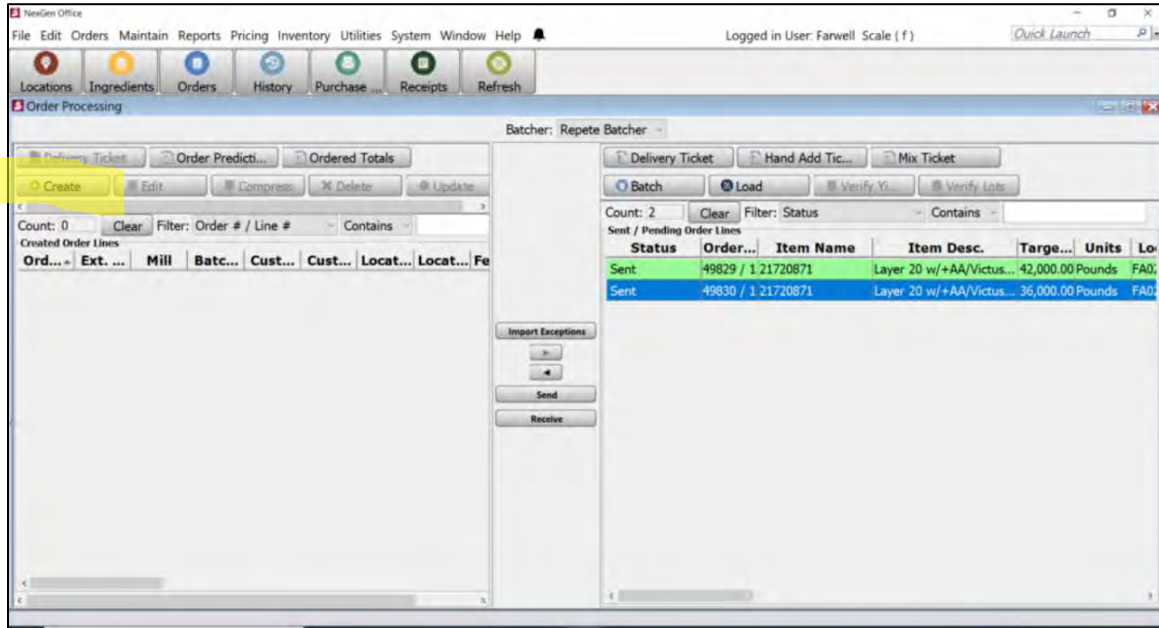 NexGen Office
File Edit Orders Maintain Reports Pricing Inventory Utilities System Window Help Logged in User: Farwell Scale ( f ) Quick Launch
Locations Ingredients Orders History Purchase ... Receipts Refresh
Order Processing
Batcher: Repete Batcher
Delivery Ticket Order Predicti... Ordered Totals
Create Edit Compress Delete Update
Count: 0 Clear Filter: Order # / Line # Contains
Created Order Lines
Ord... Ext. ... Mill Batc... Cust... Cust... Locat... Locat... Fe
Import Exceptions
Send
Receive
Delivery Ticket Hand Add Tic... Mix Ticket
Batch Load Verify Yi... Verify Lots
Count: 2 Clear Filter: Status Contains
Sent / Pending Order Lines
Status Order... Item Name Item Desc. Targe... Units Lo
Sent 49829 / 1 21720871 Layer 20 w/+AA/Victus... 42,000.00 Pounds
Sent 49830 / 1 21720871 Layer 20 w/+AA/Victus... 36,000.00 Pounds